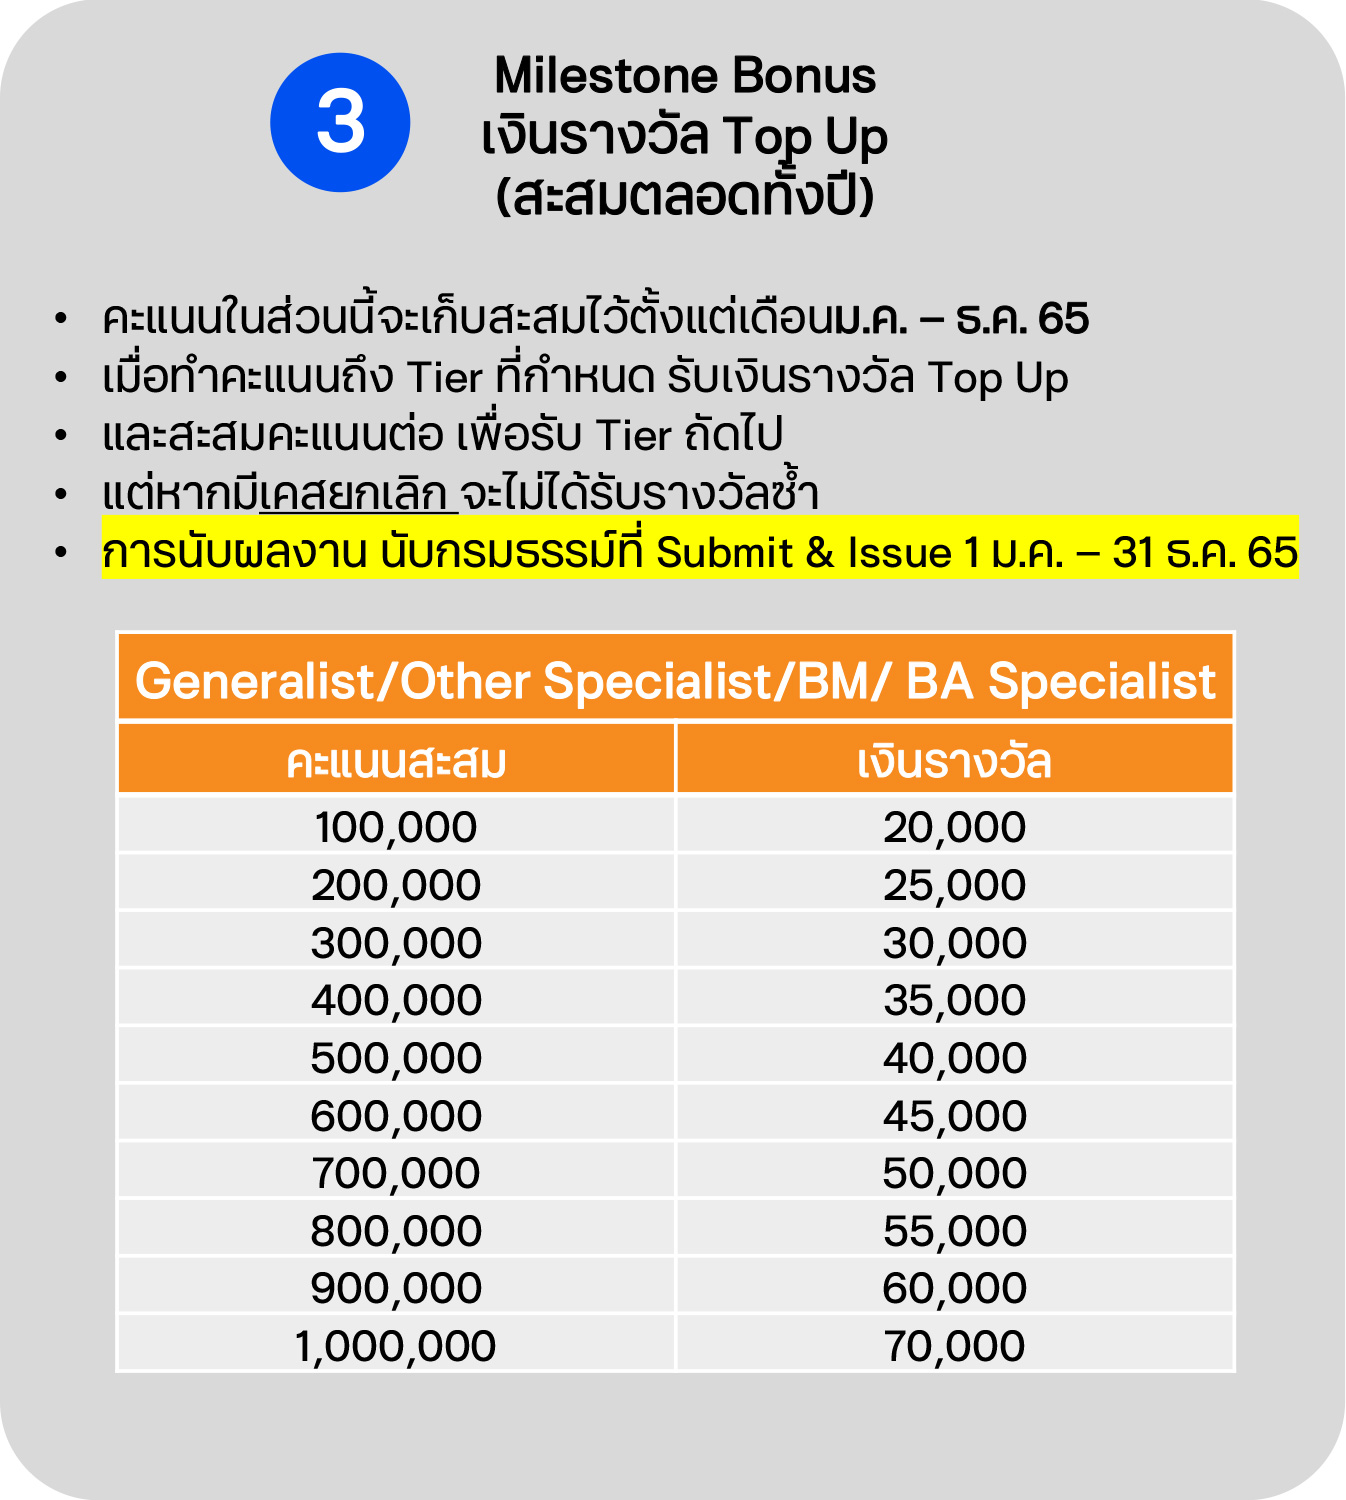 3
Milestone Bonus
เงินรางวัล Top Up
(สะสมตลอดทั้งปี)
• คะแนนในส่วนนี้จะเก็บสะสมไว้ตั้งแต่เดือนม.ค. – ธ.ค. 65
• เมื่อทำคะแนนถึง Tier ที่กำหนด รับเงินรางวัล Top Up
• และสะสมคะแนนต่อ เพื่อรับ Tier ถัดไป
• แต่หากมีเคสยกเลิก จะไม่ได้รับรางวัลซ้ำ
• การนับผลงาน นับกรมธรรม์ที่ Submit & Issue 1 ม.ค. – 31 ธ.ค. 65
Generalist/Other Specialist/BM/ BA Specialist
คะแนนสะสม เงินรางวัล
100,000 20,000
200,000 25,000
300,000 30,000
400,000 35,000
500,000 40,000
600,000 45,000
700,000 50,000
800,000 55,000
900,000 60,000
1,000,000 70,000